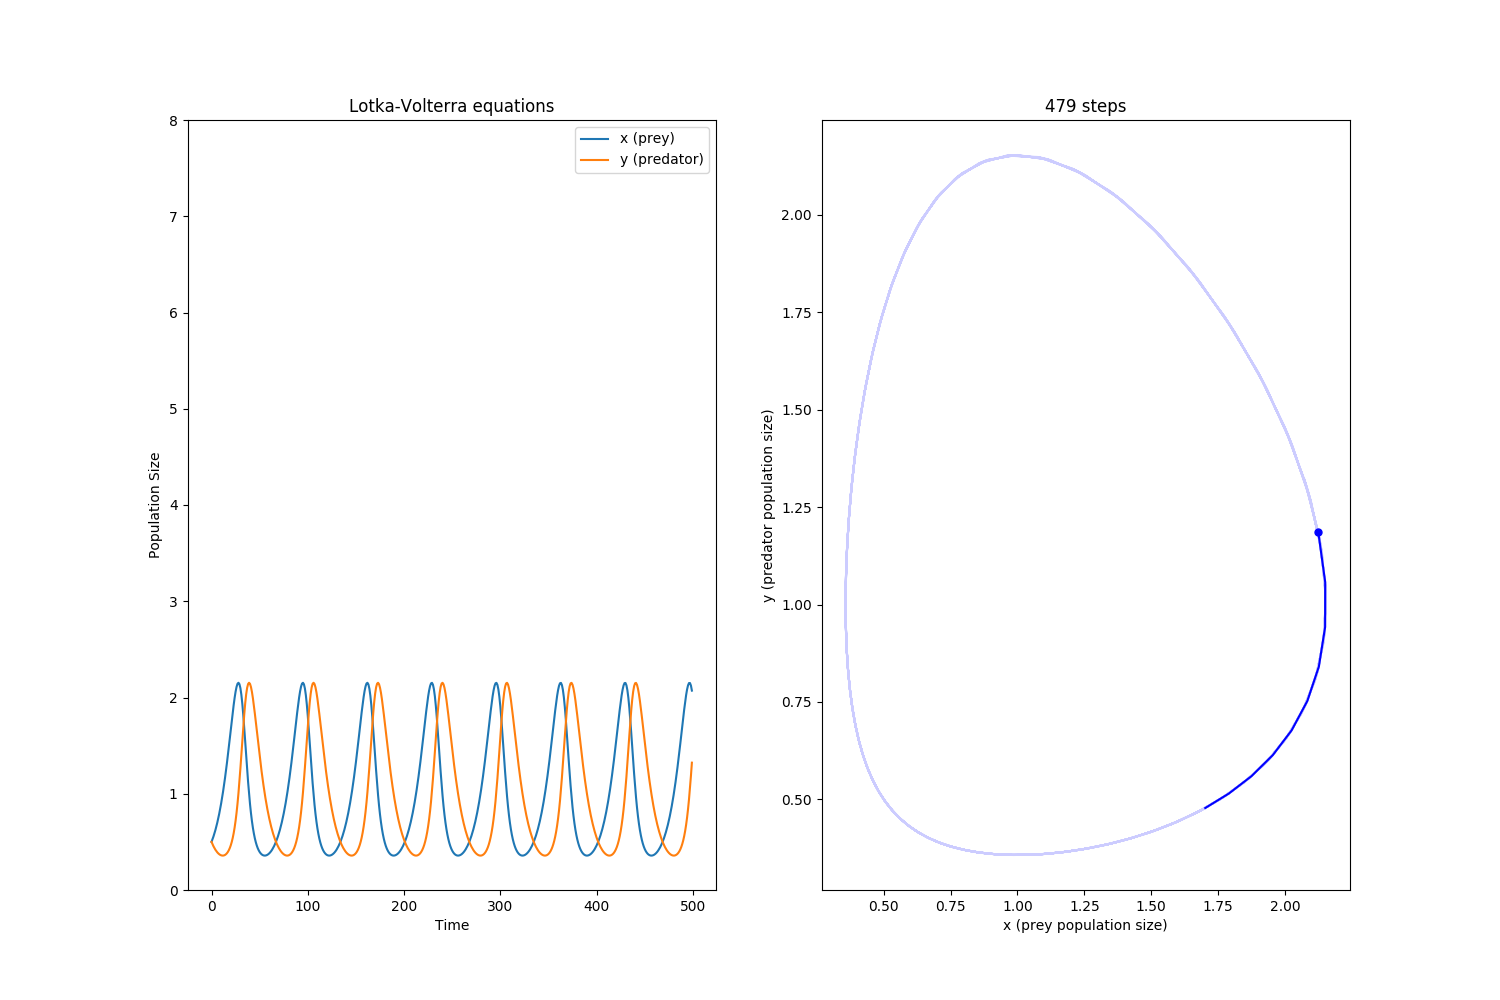 Lotka-Volterra equations
8
7
6
5
4
3
2
1
0
Population Size
x (prey)
y (predator)
0 100 200 300 400 500
Time
479 steps
2.00
1.75
1.50
1.25
1.00
0.75
0.50
y (predator population size)
0.50 0.75 1.00 1.25 1.50 1.75 2.00
x (prey population size)